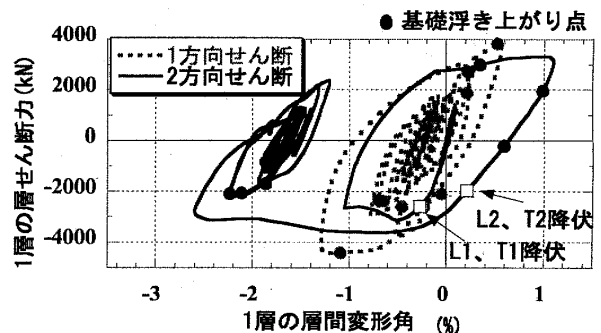 ● 基礎浮き上がり点
1方向せん断
2方向せん断
1層の層せん断力(kN)
4000
2000
0
-2000
-4000
L2、T2降伏
L1、T1降伏
-3
-2
-1
0
1
1層の層間変形角 (%)